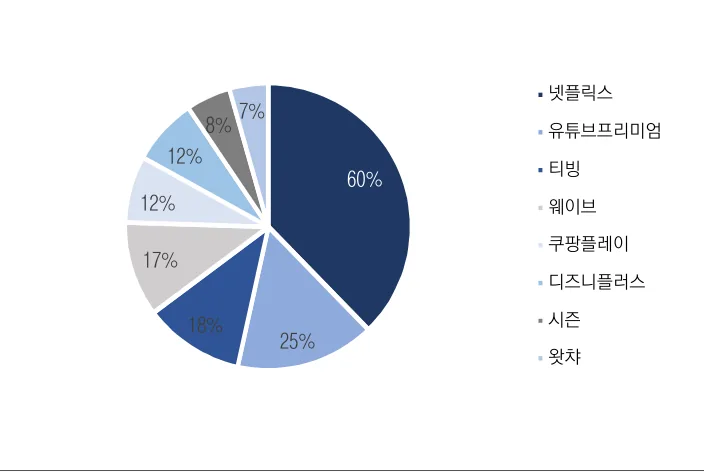 7%
8%
12%
12%
17%
18%
25%
60%
넷플릭스
유튜브프리미엄
티빙
웨이브
쿠팡플레이
디즈니플러스
시즌
왓챠